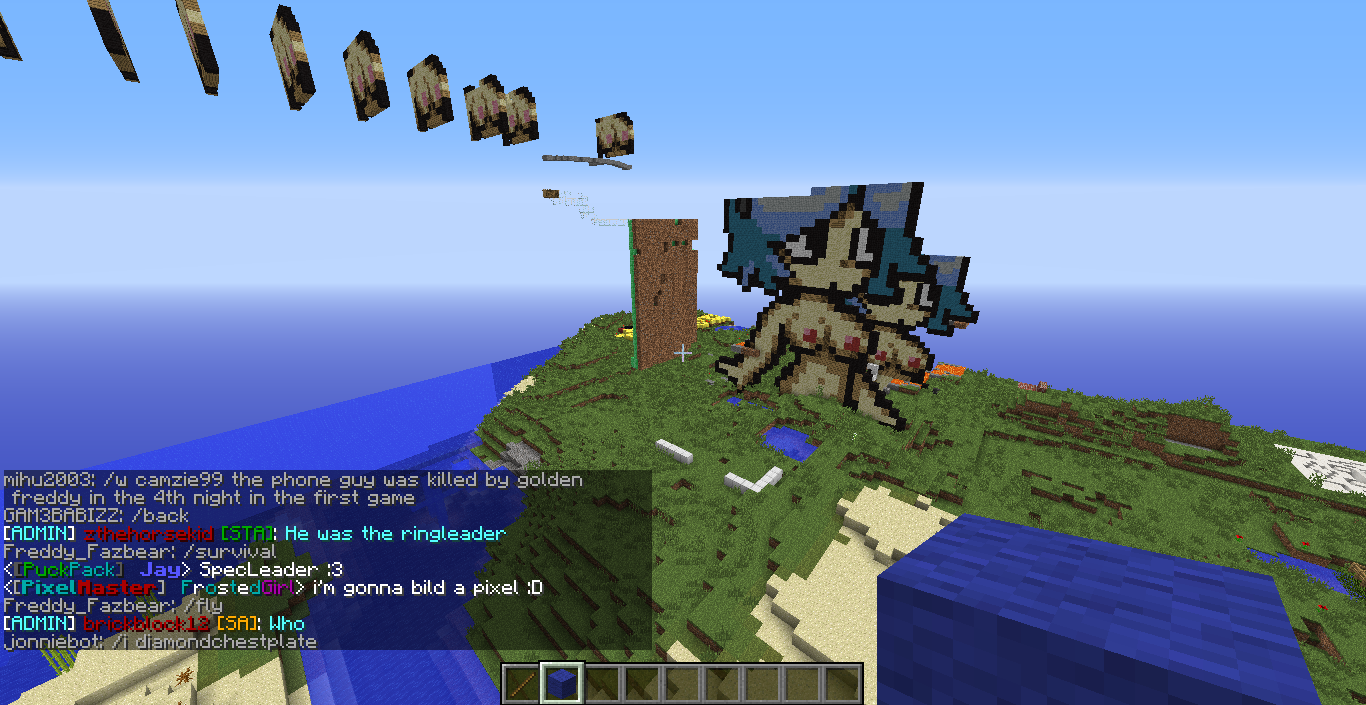 mihu2003: /w camzie99 the phone guy was killed by golden
freddy in the 4th night in the first game
GAM3BABIZZ: /back
[ADMIN] zthehorsekid [STA]: He was the ringleader
Freddy_Fazbear: /survival
<[PuckPack] Jay> SpecLeader :3
<[PixelMaster] FrostedGirl> i'm gonna bild a pixel :D
Freddy_Fazbear: /fly
[ADMIN] brickblock12 [SA]: Who
jonniebot: /i diamondchestplate